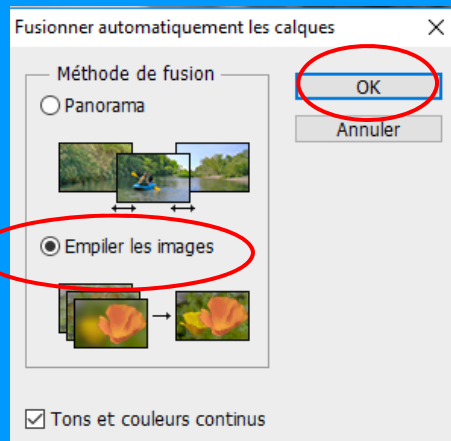 Fusionner automatiquement les calques
Méthode de fusion
Panorama
Empiler les images
OK
Annuler
Tons et couleurs continus